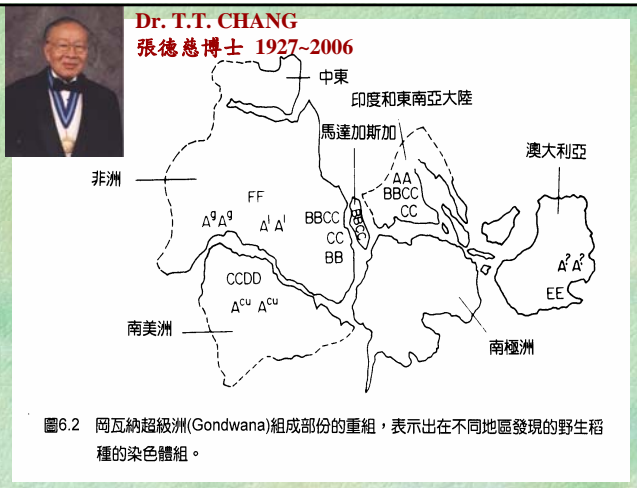 Dr. T.T. CHANG
張德慈博士 1927~2006
中東
印度和東南亞大陸
馬達加斯加
澳大利亞
非洲
FF
AA
BBCC
CC
A^g A^g
A^l A^l
BBCC
CC
BB
BBCC
A^? A^?
EE
CCDD
A^cu A^cu
南美洲
南極洲
圖6.2 岡瓦納超級洲(Gondwana)組成部份的重組,表示出在不同地區發現的野生稻
種的染色體組。